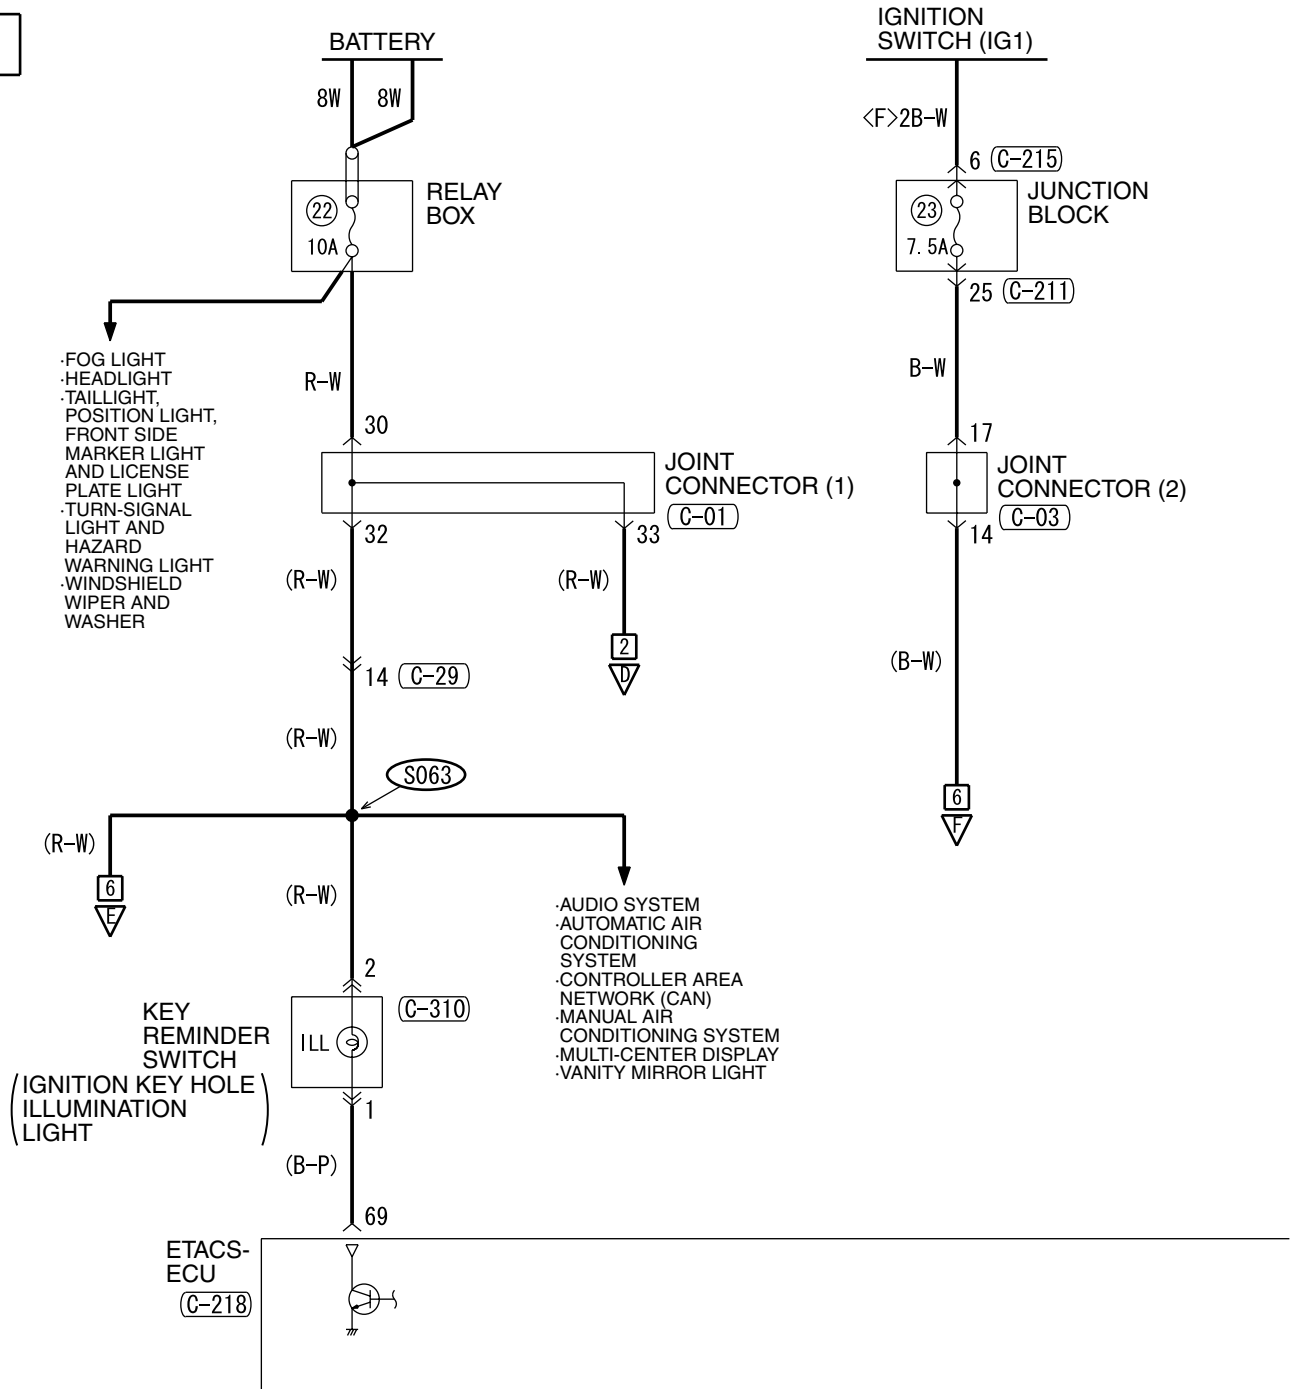 BATTERY
IGNITION
SWITCH (IG1)
8W
8W
<F>2B-W
6
C-215
RELAY
BOX
22
10A
JUNCTION
BLOCK
23
7.5A
25
C-211
·FOG LIGHT
·HEADLIGHT
·TAILLIGHT,
POSITION LIGHT,
FRONT SIDE
MARKER LIGHT
AND LICENSE
PLATE LIGHT
·TURN-SIGNAL
LIGHT AND
HAZARD
WARNING LIGHT
·WINDSHIELD
WIPER AND
WASHER
R-W
B-W
30
17
JOINT
CONNECTOR (1)
C-01
JOINT
CONNECTOR (2)
C-03
32
33
14
(R-W)
(R-W)
2
D
14
C-29
(B-W)
(R-W)
S063
6
F
(R-W)
6
E
(R-W)
·AUDIO SYSTEM
·AUTOMATIC AIR
CONDITIONING
SYSTEM
·CONTROLLER AREA
NETWORK (CAN)
·MANUAL AIR
CONDITIONING SYSTEM
·MULTI-CENTER DISPLAY
·VANITY MIRROR LIGHT
2
C-310
KEY
REMINDER
SWITCH
(IGNITION KEY HOLE
ILLUMINATION
LIGHT)
ILL
1
(B-P)
69
ETACS-
ECU
C-218